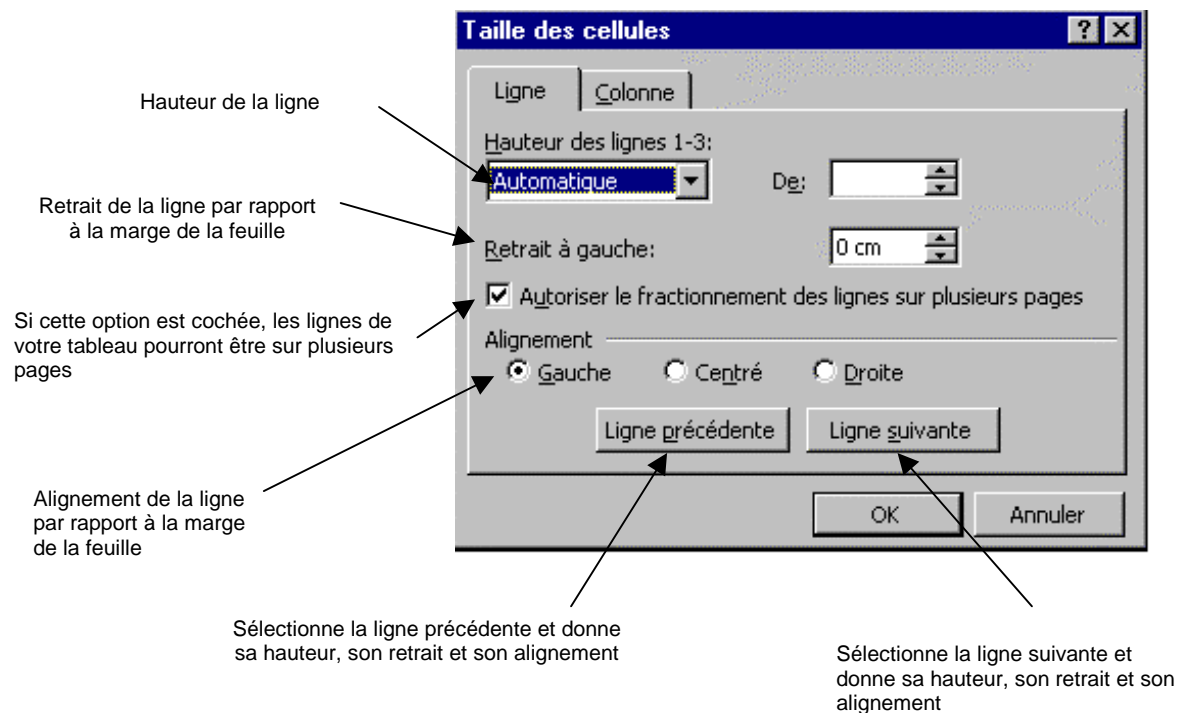 Taille des cellules
Ligne
Colonne
Hauteur de la ligne
Hauteur des lignes 1-3:
Automatique
De:
Retrait de la ligne par rapport
à la marge de la feuille
Retrait à gauche:
0 cm
Autoriser le fractionnement des lignes sur plusieurs pages
Si cette option est cochée, les lignes de
votre tableau pourront être sur plusieurs
pages
Alignement
Gauche
Centré
Droite
Ligne précédente
Ligne suivante
Alignement de la ligne
par rapport à la marge
de la feuille
OK
Annuler
Sélectionne la ligne précédente et donne
sa hauteur, son retrait et son alignement
Sélectionne la ligne suivante et
donne sa hauteur, son retrait et son
alignement